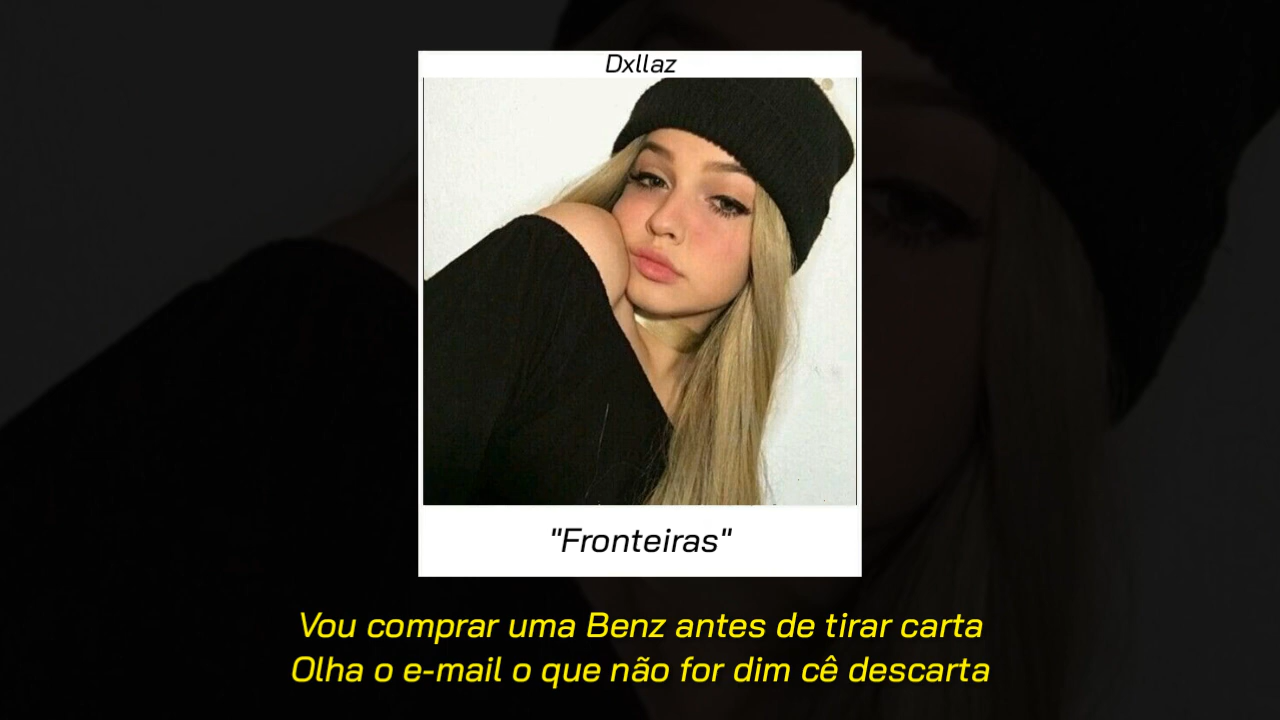 Dxllaz
"Fronteiras"
Vou comprar uma Benz antes de tirar carta
Olha o e-mail o que não for dim cê descarta